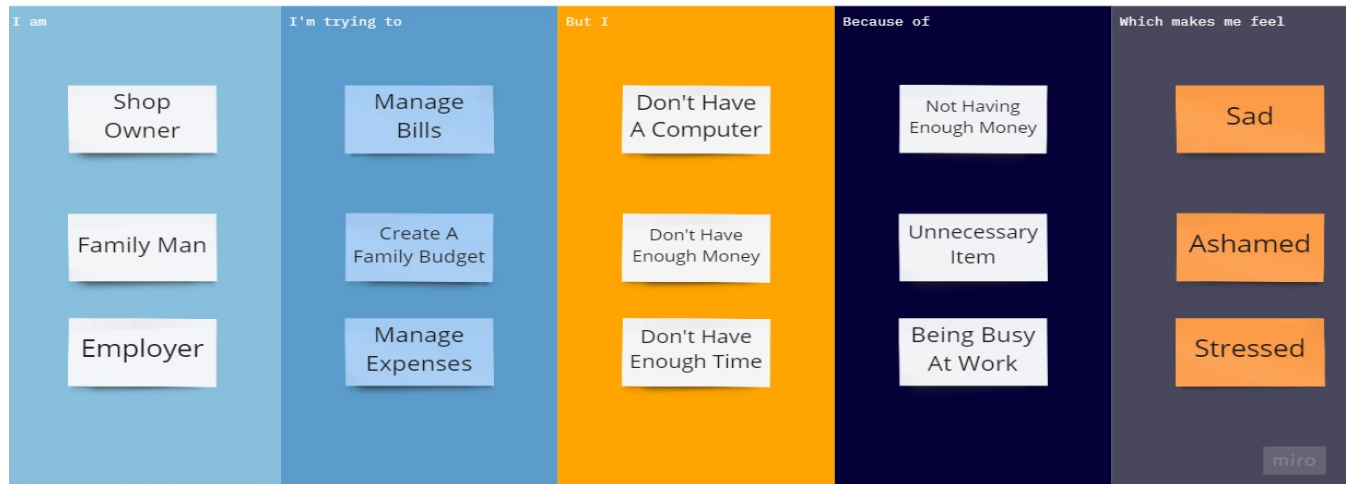 I am
I'm trying to
But I
Because of
Which makes me feel
Shop
Owner
Manage
Bills
Don't Have
A Computer
Not Having
Enough Money
Sad
Family Man
Create A
Family Budget
Don't Have
Enough Money
Unnecessary
Item
Ashamed
Employer
Manage
Expenses
Don't Have
Enough Time
Being Busy
At Work
Stressed
miro